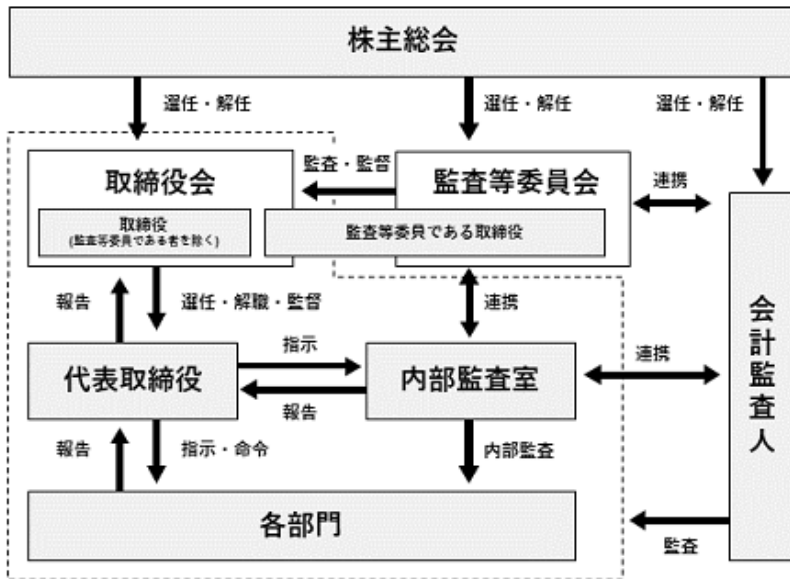 株主総会
選任・解任
選任・解任
選任・解任
取締役会
監査・監督
監査等委員会
連携
取締役
(監査等委員である者を除く)
監査等委員である取締役
報告
選任・解職・監督
連携
会計監査人
代表取締役
指示
報告
内部監査室
連携
報告
指示・命令
内部監査
各部門
監査